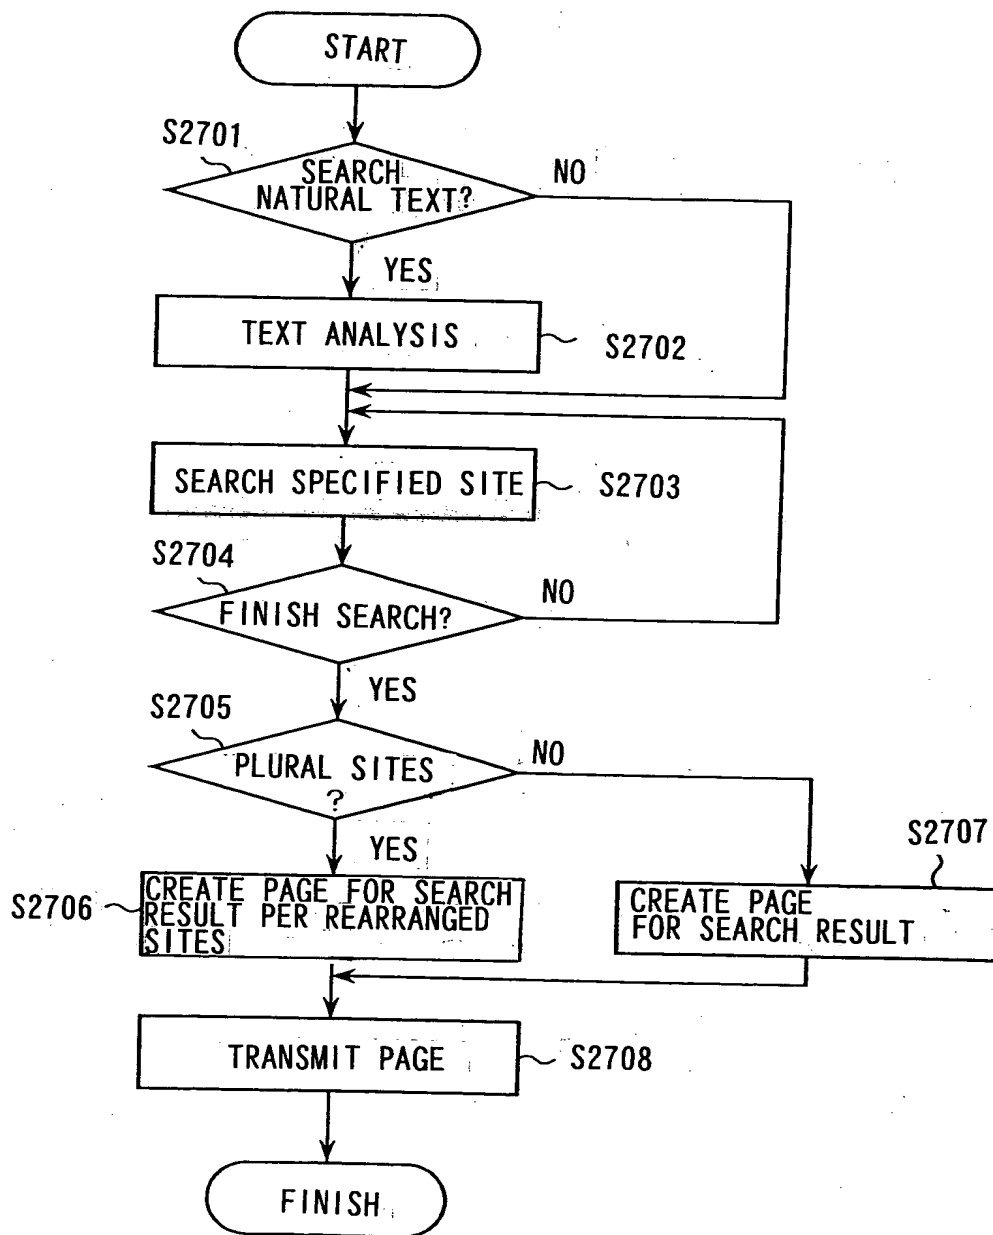 START
S2701
SEARCH
NATURAL TEXT?
NO
YES
TEXT ANALYSIS
S2702
SEARCH SPECIFIED SITE
S2703
S2704
FINISH SEARCH?
NO
YES
S2705
PLURAL SITES
?
NO
YES
S2707
S2706
CREATE PAGE FOR SEARCH
RESULT PER REARRANGED
SITES
CREATE PAGE
FOR SEARCH RESULT
TRANSMIT PAGE
S2708
FINISH